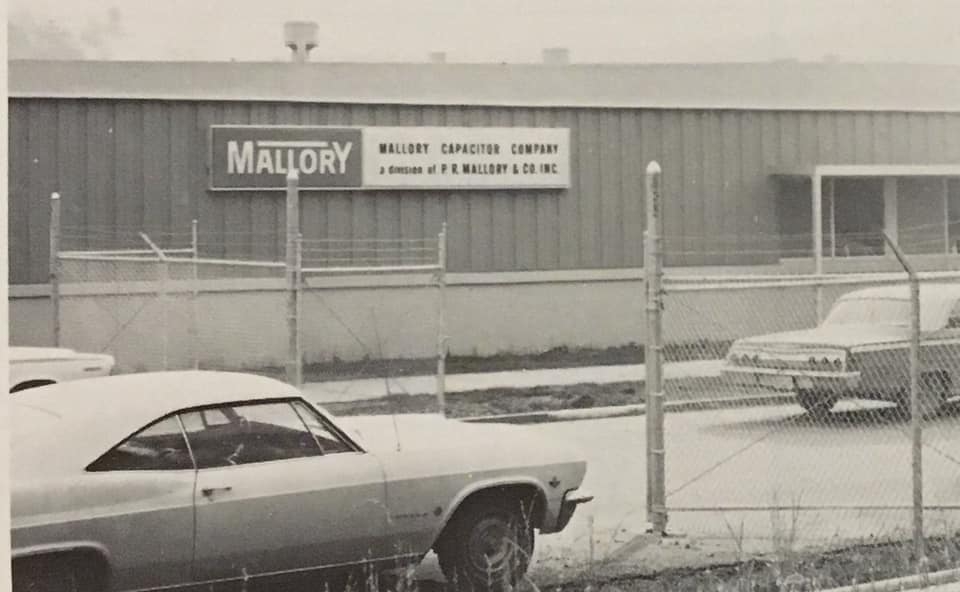 MALLORY
MALLORY CAPACITOR COMPANY
a division of P. R. MALLORY & CO. INC.